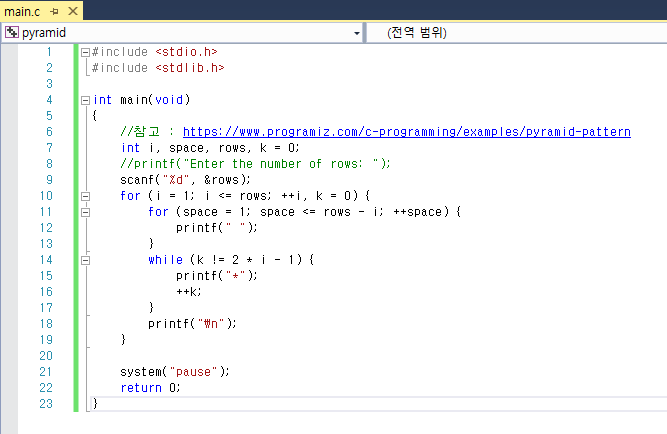 main.c
pyramid (전역 범위)
1 #include <stdio.h>
2 #include <stdlib.h>
3
4 int main(void)
5 {
6 //참고 : https://www.programiz.com/c-programming/examples/pyramid-pattern
7 int i, space, rows, k = 0;
8 //printf("Enter the number of rows: ");
9 scanf("%d", &rows);
10 for (i = 1; i <= rows; ++i, k = 0) {
11 for (space = 1; space <= rows - i; ++space) {
12 printf(" ");
13 }
14 while (k != 2 * i - 1) {
15 printf("*");
16 ++k;
17 }
18 printf("₩n");
19 }
20
21 system("pause");
22 return 0;
23 }